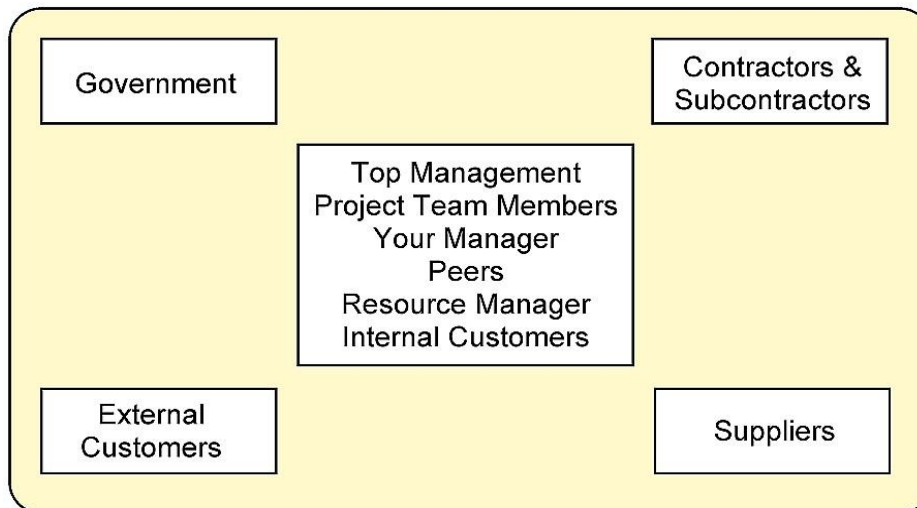 Government
Contractors &
Subcontractors
Top Management
Project Team Members
Your Manager
Peers
Resource Manager
Internal Customers
External
Customers
Suppliers